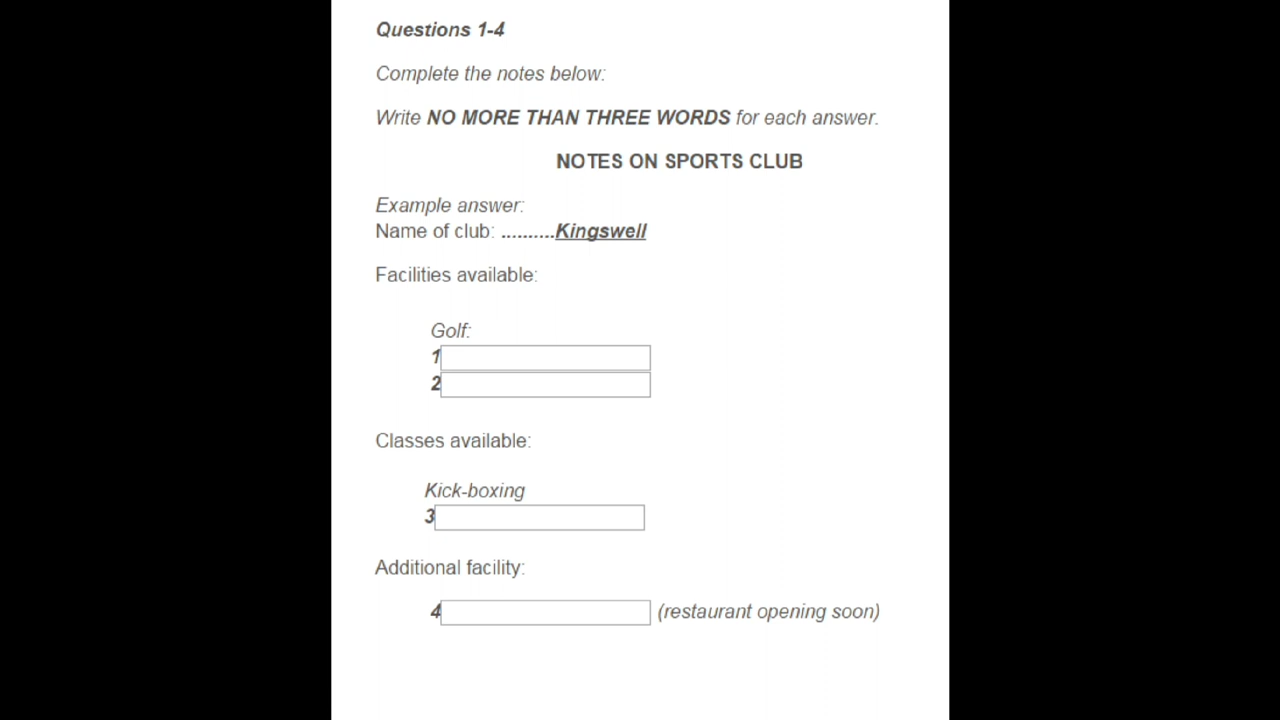 Questions 1-4
Complete the notes below:
Write NO MORE THAN THREE WORDS for each answer.
NOTES ON SPORTS CLUB
Example answer:
Name of club: ..........Kingswell
Facilities available:
Golf:
1
2
Classes available:
Kick-boxing
3
Additional facility:
4 (restaurant opening soon)